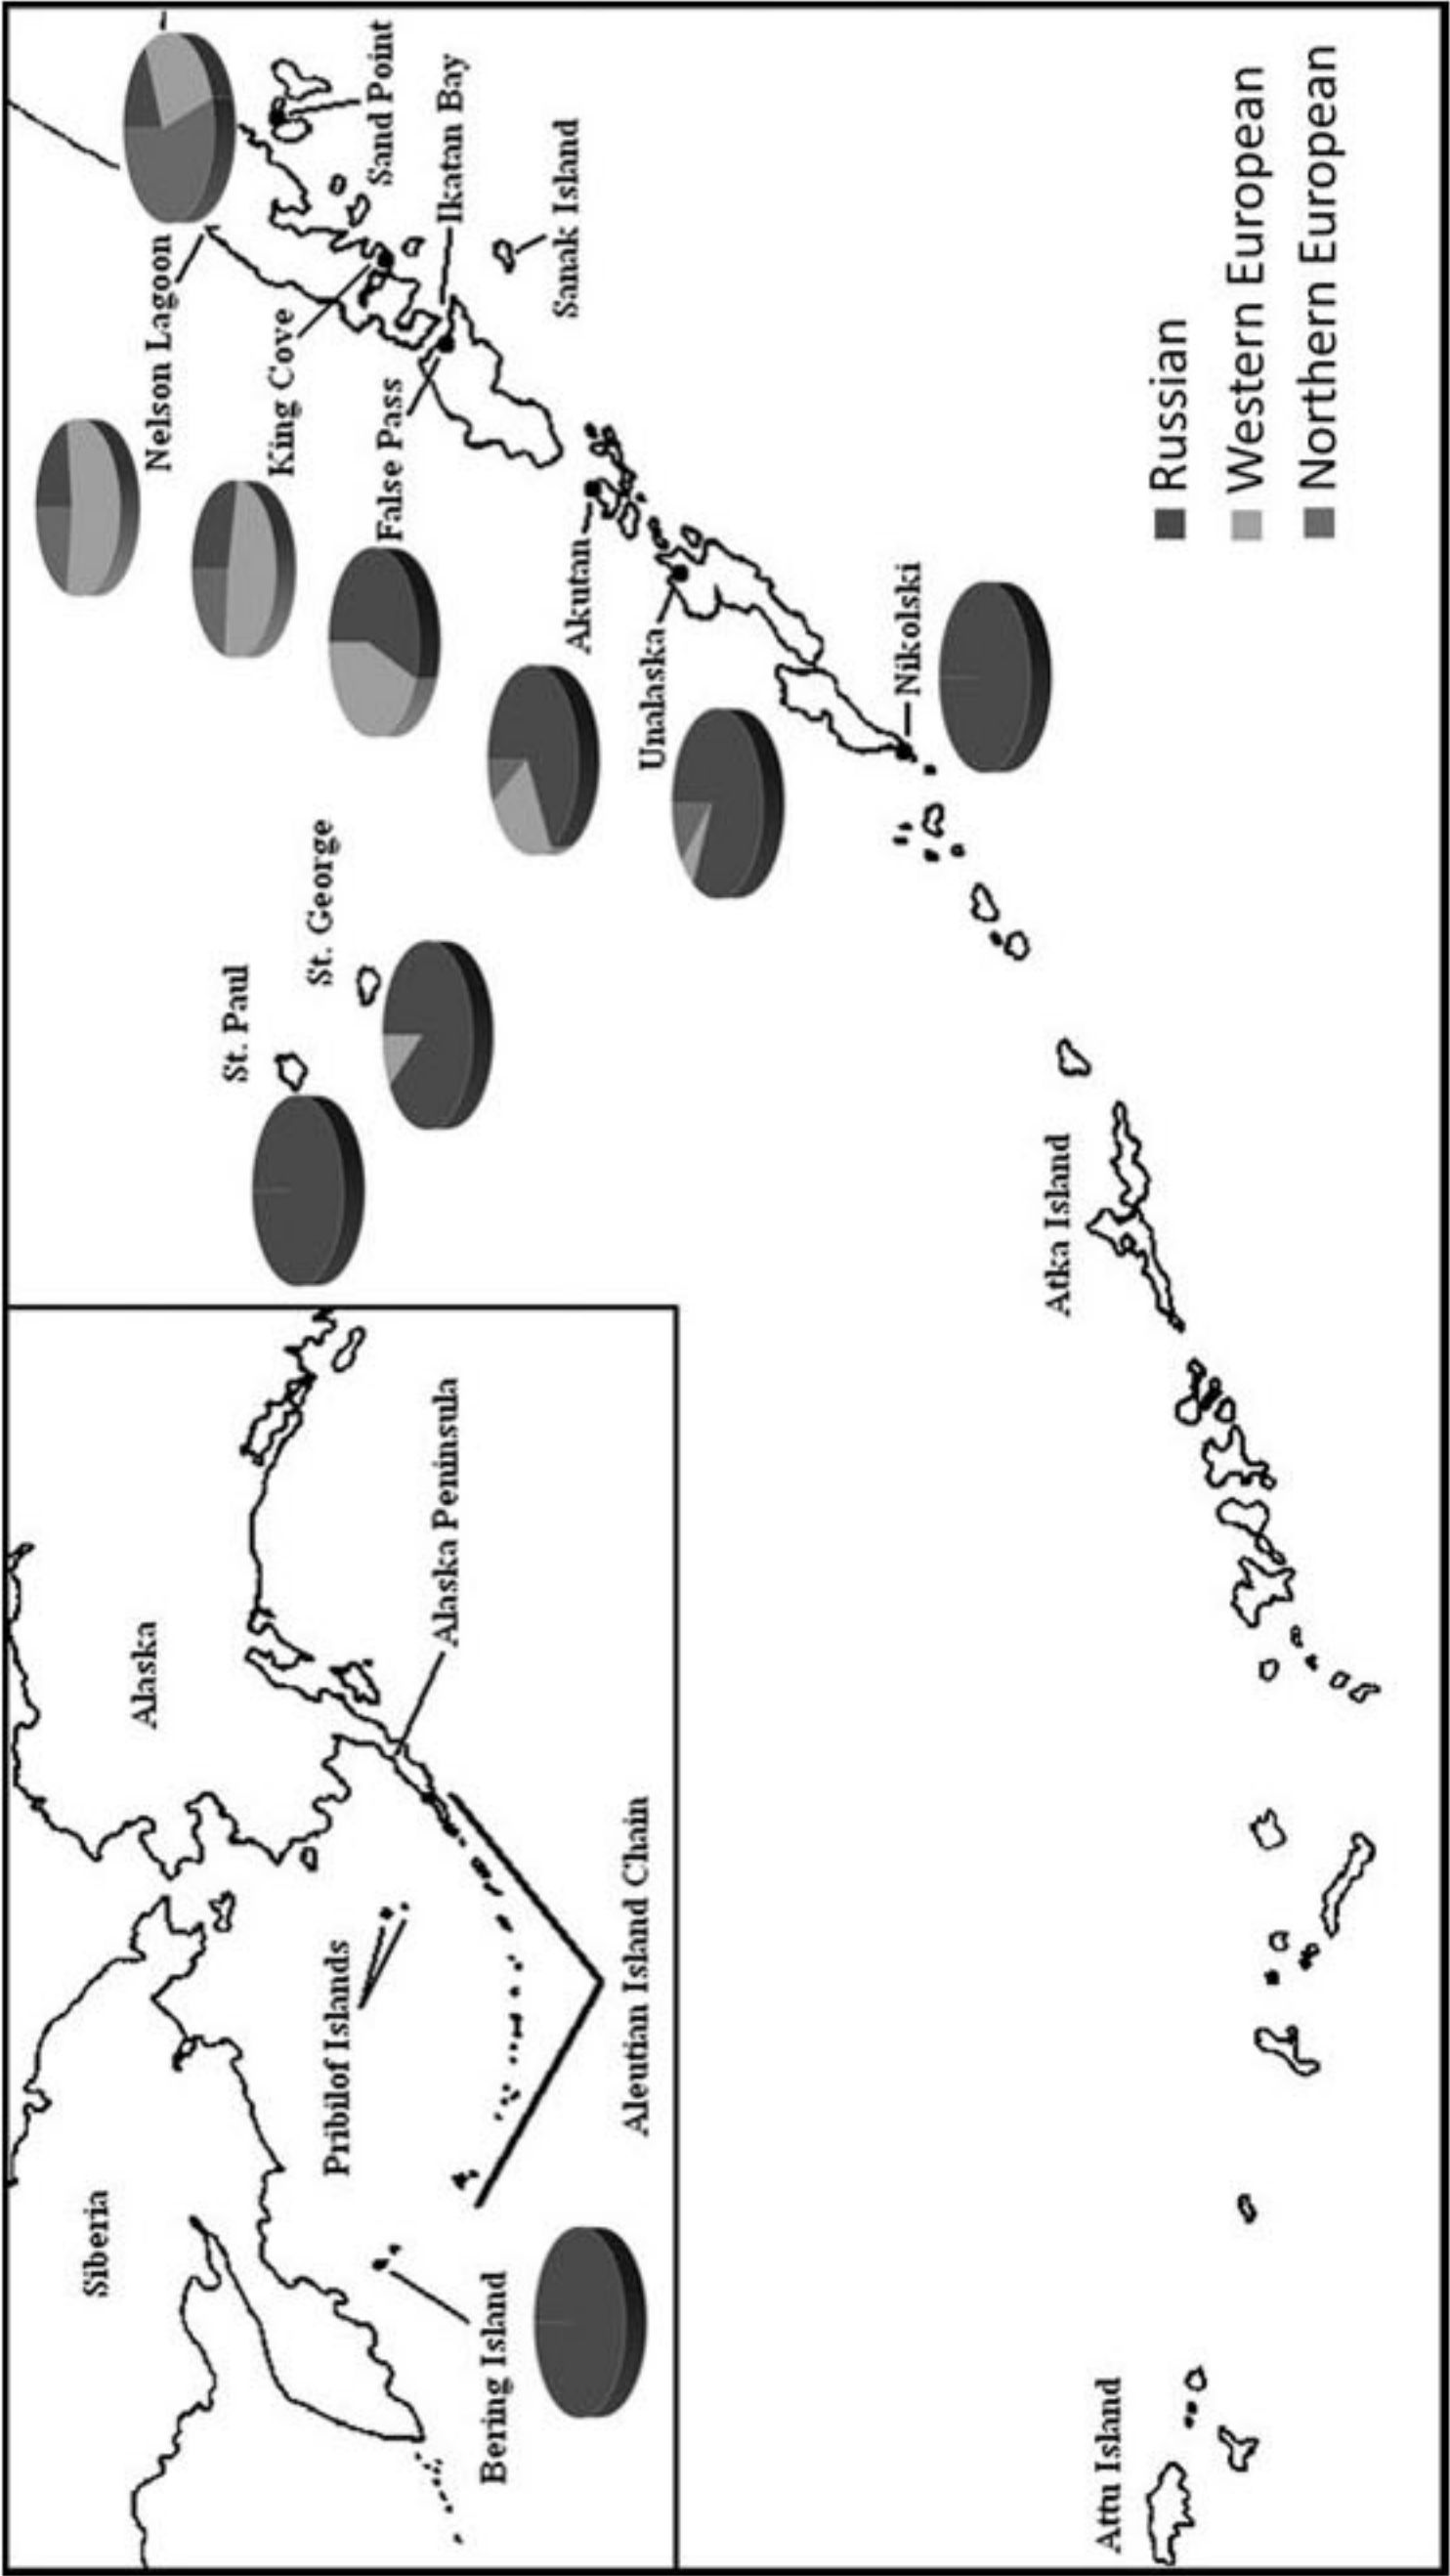 Siberia
Alaska
Pribilof Islands
Alaska Peninsula
Bering Island
Aleutian Island Chain
St. Paul
St. George
Nelson Lagoon
King Cove
False Pass
Sand Point
Ikatan Bay
Sanak Island
Akutan
Unalaska
Nikolski
Atka Island
Attu Island
Russian
Western European
Northern European